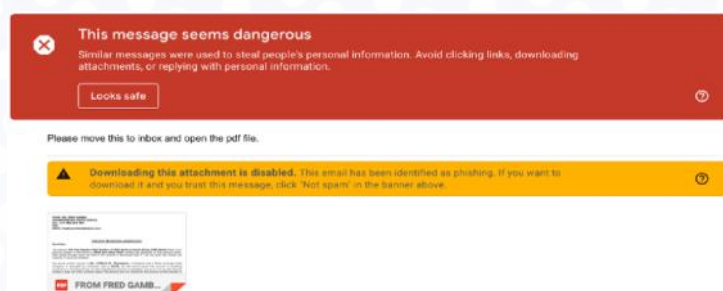 This message seems dangerous
Similar messages were used to steal people's personal information. Avoid clicking links, downloading
attachments, or replying with personal information.
Looks safe
Please move this to inbox and open the pdf file.
Downloading this attachment is disabled. This email has been identified as phishing. If you want to
download it and you trust this message, click 'Not spam' in the banner above.
PDF FROM FRED GAMB...